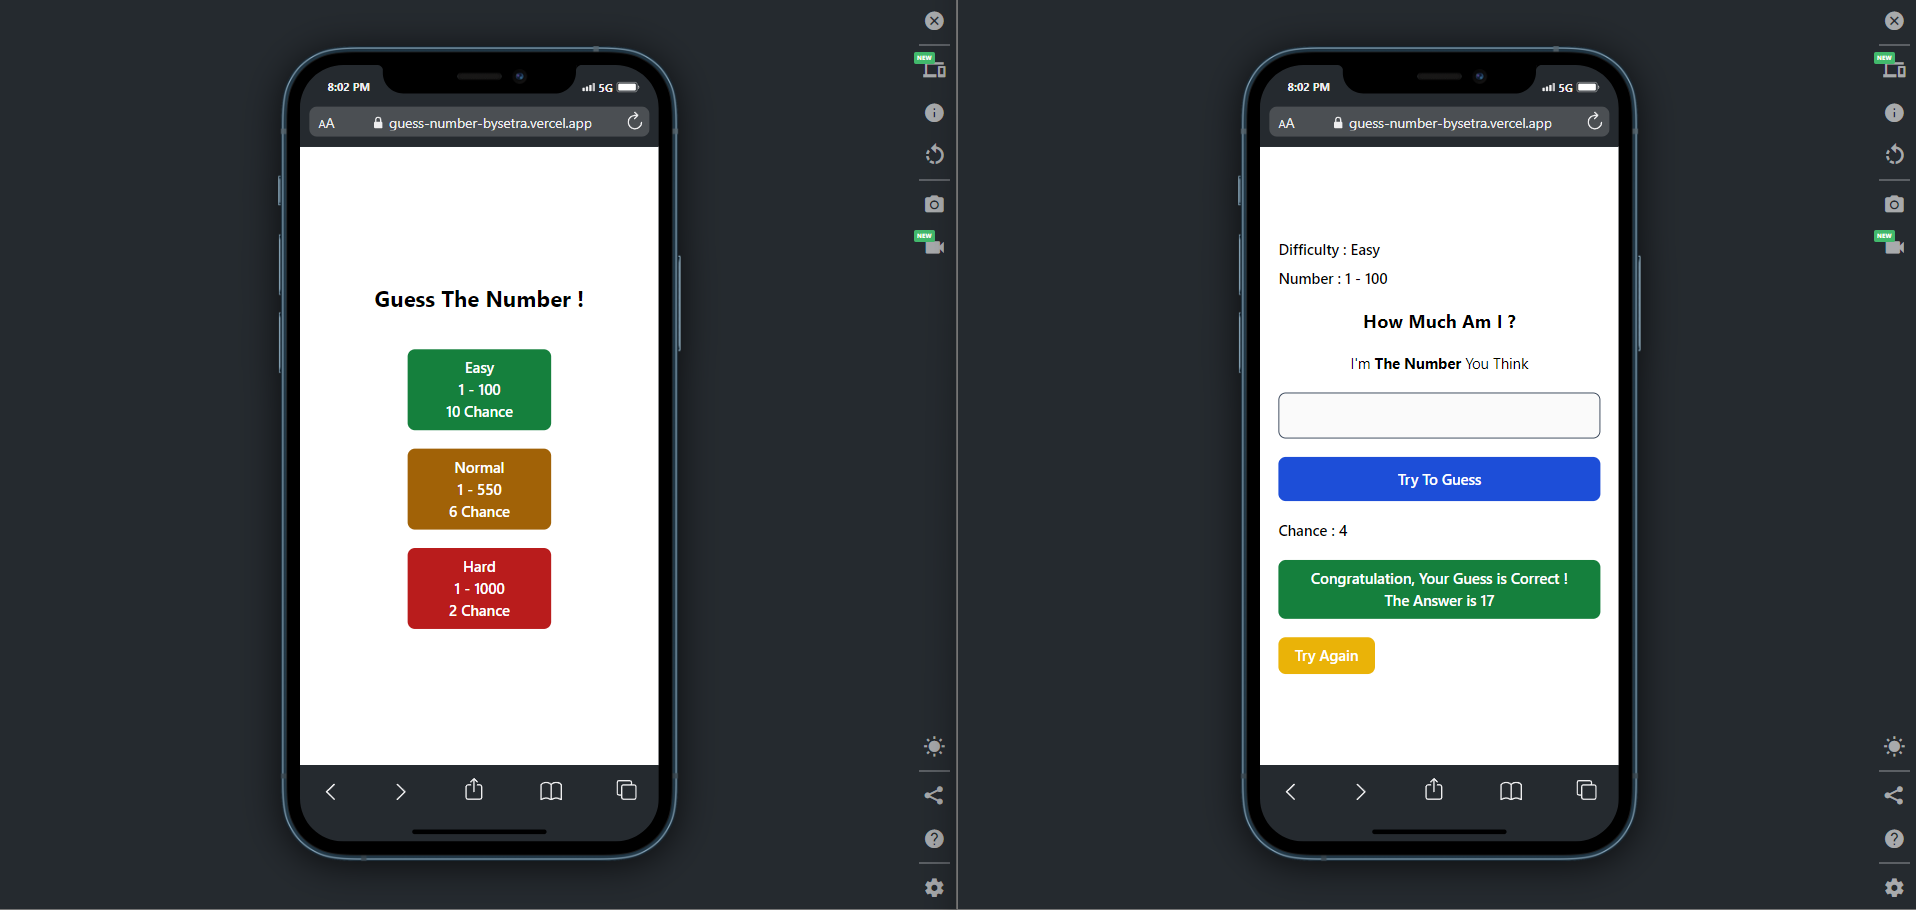 8:02 PM
5G
AA
guess-number-bysetra.vercel.app
Guess The Number !
Easy
1 - 100
10 Chance
Normal
1 - 550
6 Chance
Hard
1 - 1000
2 Chance
NEW
NEW
8:02 PM
5G
AA
guess-number-bysetra.vercel.app
Difficulty : Easy
Number : 1 - 100
How Much Am I ?
I'm The Number You Think
Try To Guess
Chance : 4
Congratulation, Your Guess is Correct !
The Answer is 17
Try Again
NEW
NEW